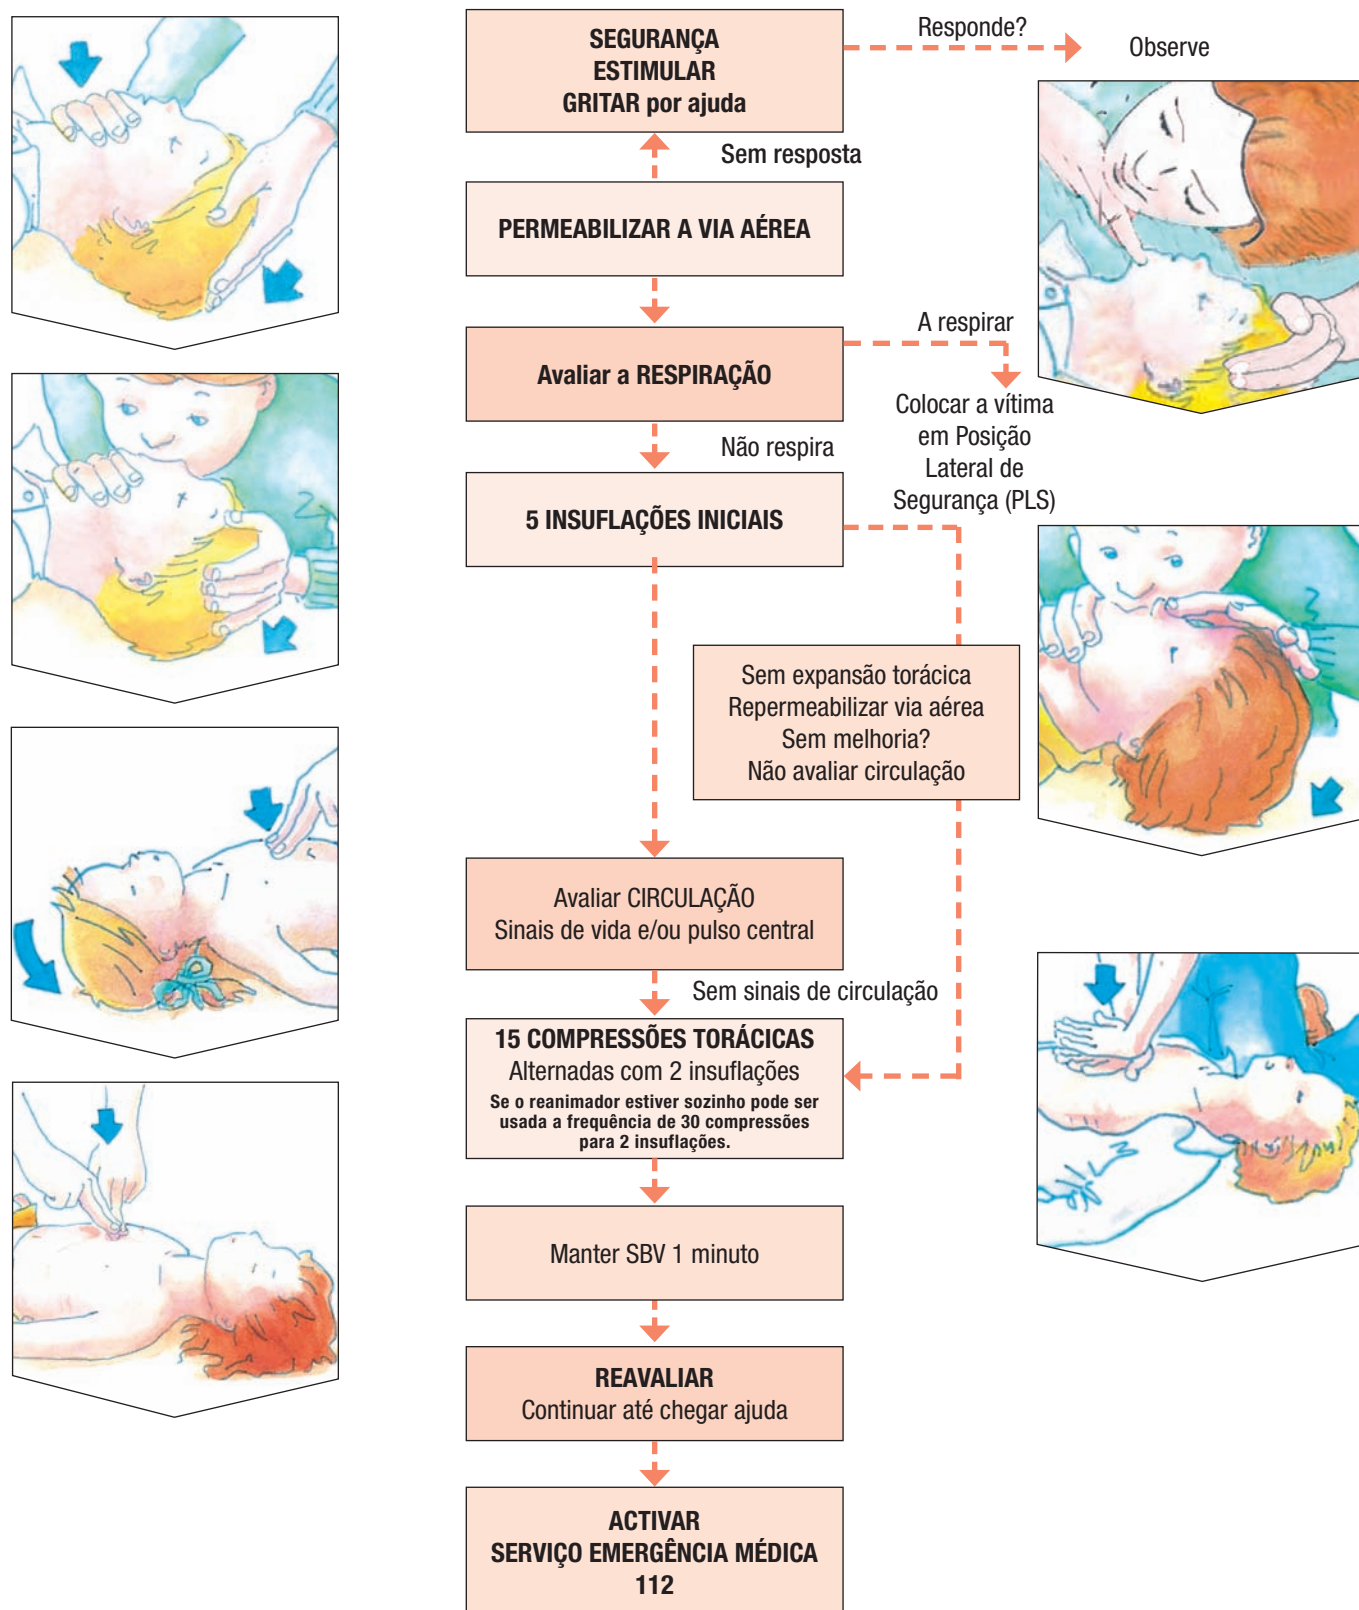 SEGURANÇA
ESTIMULAR
GRITAR por ajuda
Responde?
Observe
Sem resposta
PERMEABILIZAR A VIA AÉREA
Avaliar a RESPIRAÇÃO
A respirar
Colocar a vítima
em Posição
Lateral de
Segurança (PLS)
Não respira
5 INSUFLAÇÕES INICIAIS
Sem expansão torácica
Repermeabilizar via aérea
Sem melhoria?
Não avaliar circulação
Avaliar CIRCULAÇÃO
Sinais de vida e/ou pulso central
Sem sinais de circulação
15 COMPRESSÕES TORÁCICAS
Alternadas com 2 insuflações
Se o reanimador estiver sozinho pode ser
usada a frequência de 30 compressões
para 2 insuflações.
Manter SBV 1 minuto
REAVALIAR
Continuar até chegar ajuda
ACTIVAR
SERVIÇO EMERGÊNCIA MÉDICA
112